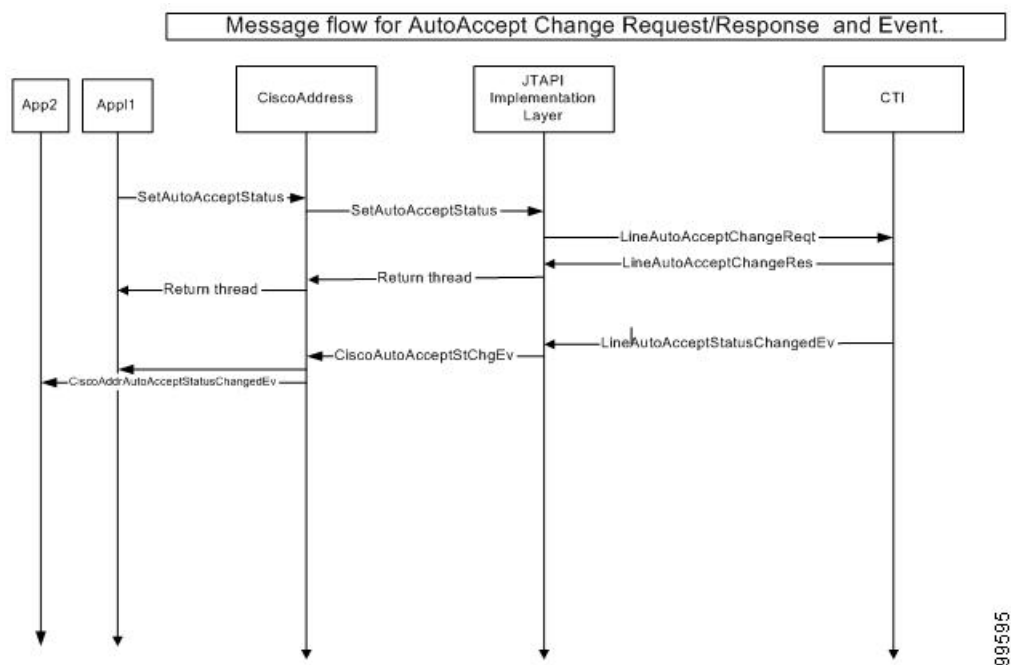 Message flow for AutoAccept Change Request/Response and Event.
App2
Appl1
CiscoAddress
JTAPI
Implementation
Layer
CTI
SetAutoAcceptStatus
SetAutoAcceptStatus
LineAutoAcceptChangeReqt
LineAutoAcceptChangeRes
Return thread
Return thread
LineAutoAcceptStatusChangedEv
CiscoAutoAcceptStChgEv
CiscoAddrAutoAcceptStatusChangedEv
99595